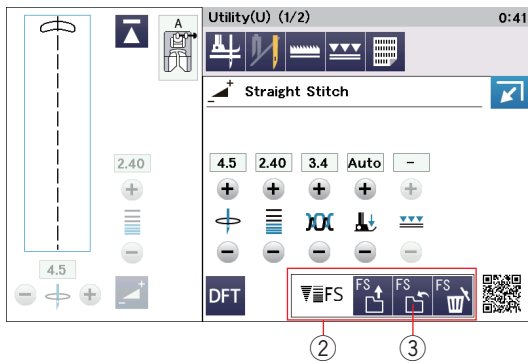 A
Utility(U) (1/2) 0:41
Straight Stitch
2.40
4.5 2.40 3.4 Auto –
4.5
DFT FS FS FS FS
② ③